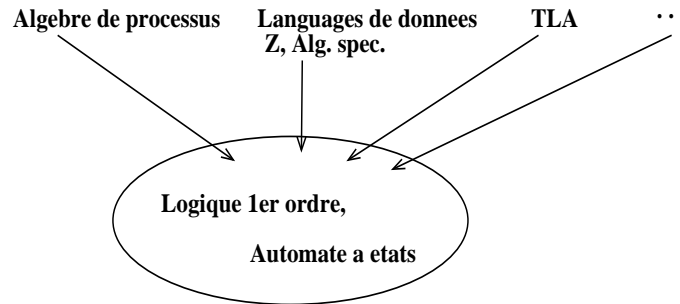 Algebre de processus Languages de donnees TLA ..
Z, Alg. spec.
Logique 1er ordre,
Automate a etats